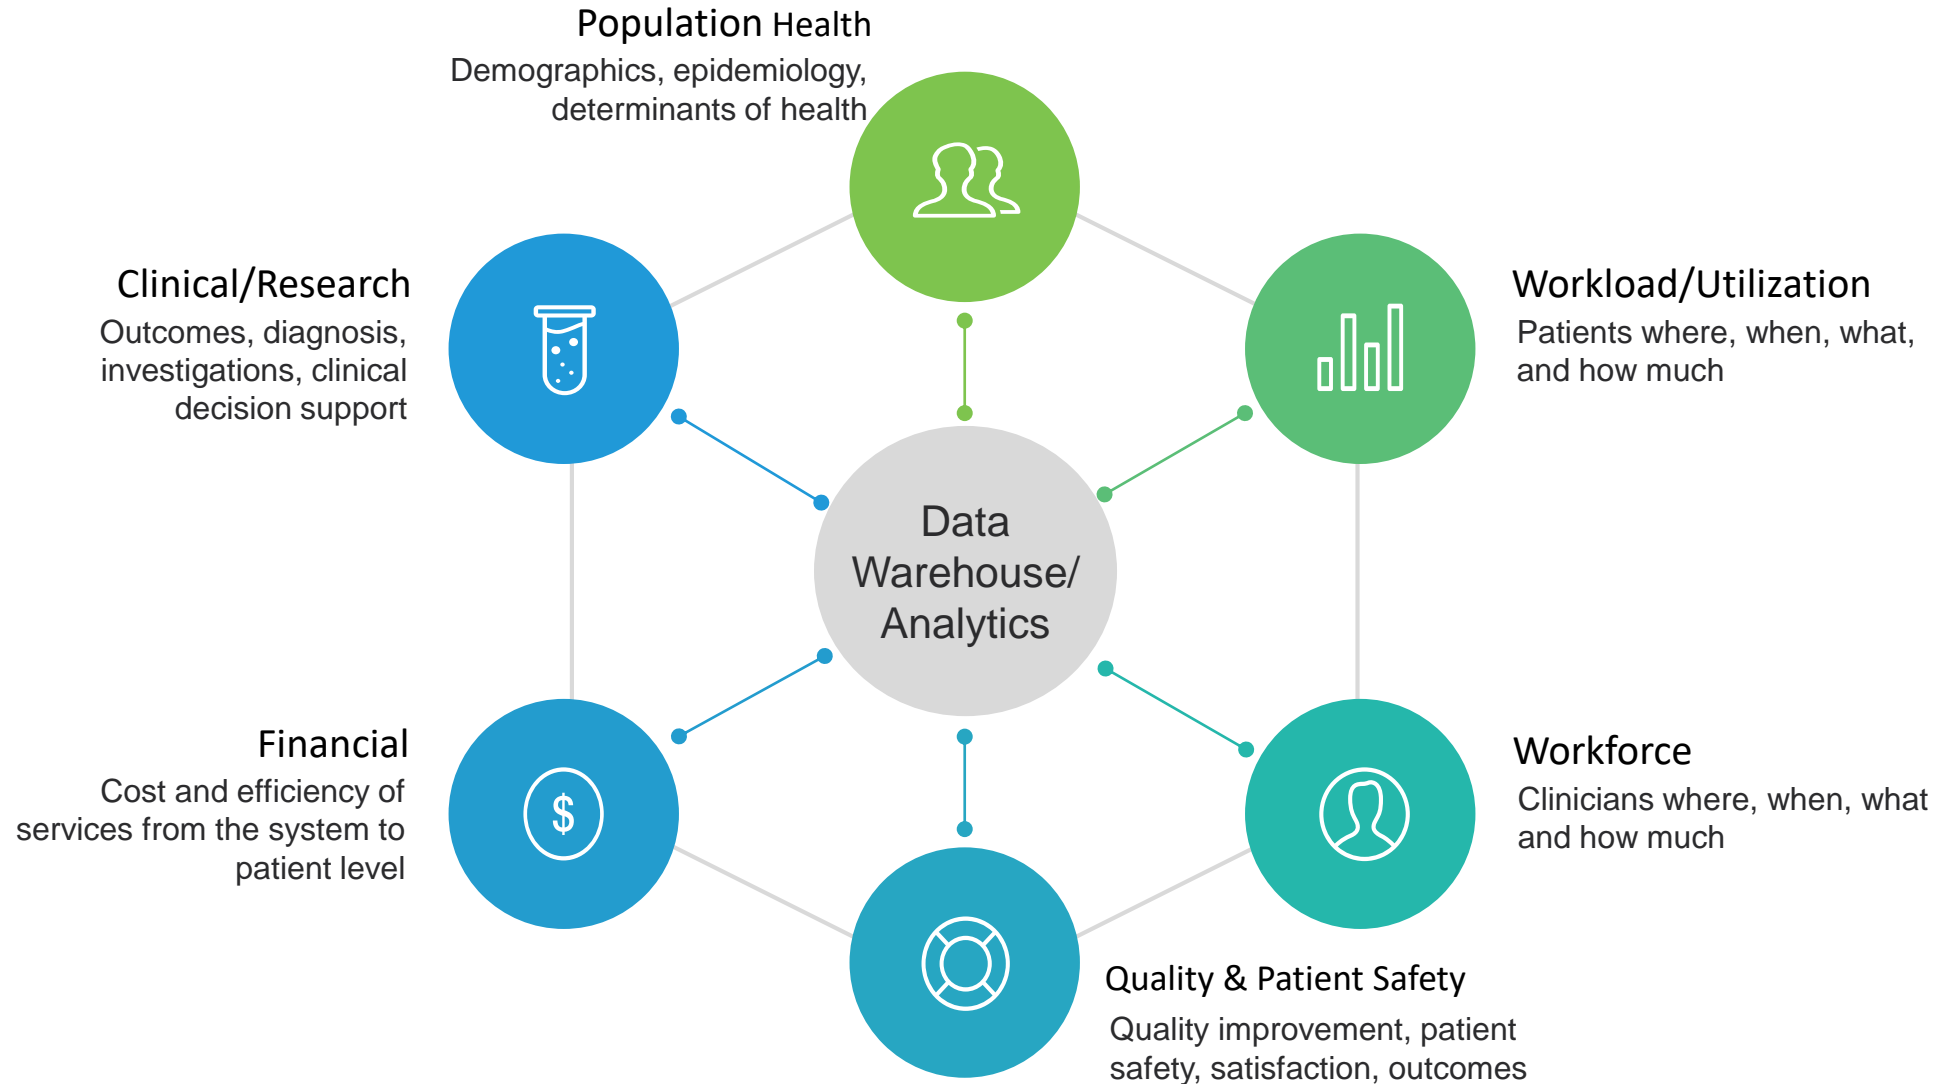 Population Health
Demographics, epidemiology,
determinants of health
Clinical/Research
Outcomes, diagnosis,
investigations, clinical
decision support
Workload/Utilization
Patients where, when, what,
and how much
Data
Warehouse/
Analytics
Financial
Cost and efficiency of
services from the system to
patient level
$
Workforce
Clinicians where, when, what
and how much
Quality & Patient Safety
Quality improvement, patient
safety, satisfaction, outcomes